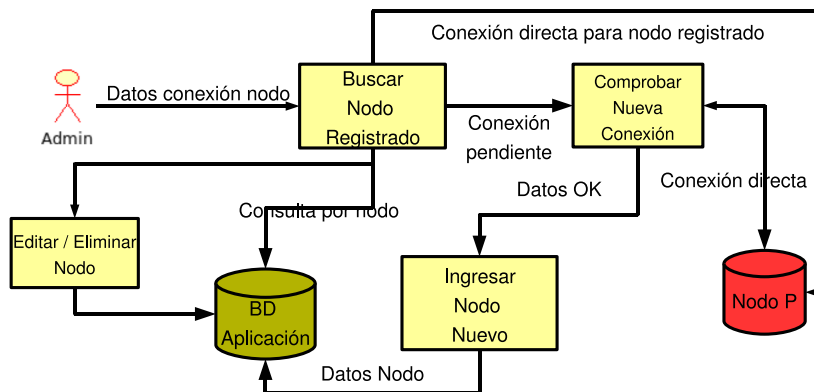 Conexión directa para nodo registrado
Buscar
Nodo
Registrado
Comprobar
Nueva
Conexión
Datos conexión nodo
Admin
Conexión
pendiente
Conexión directa
Datos OK
Consulta por nodo
Editar / Eliminar
Nodo
BD
Aplicación
Ingresar
Nodo
Nuevo
Nodo P
Datos Nodo